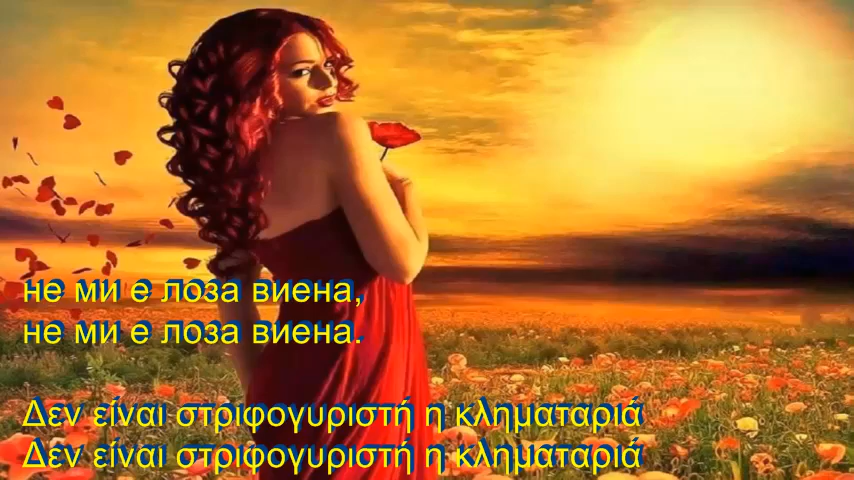 не ми е лоза виена,
не ми е лоза виена.
Δεν είναι στριφογυριστή η κληματαριά
Δεν είναι στριφογυριστή η κληματαριά